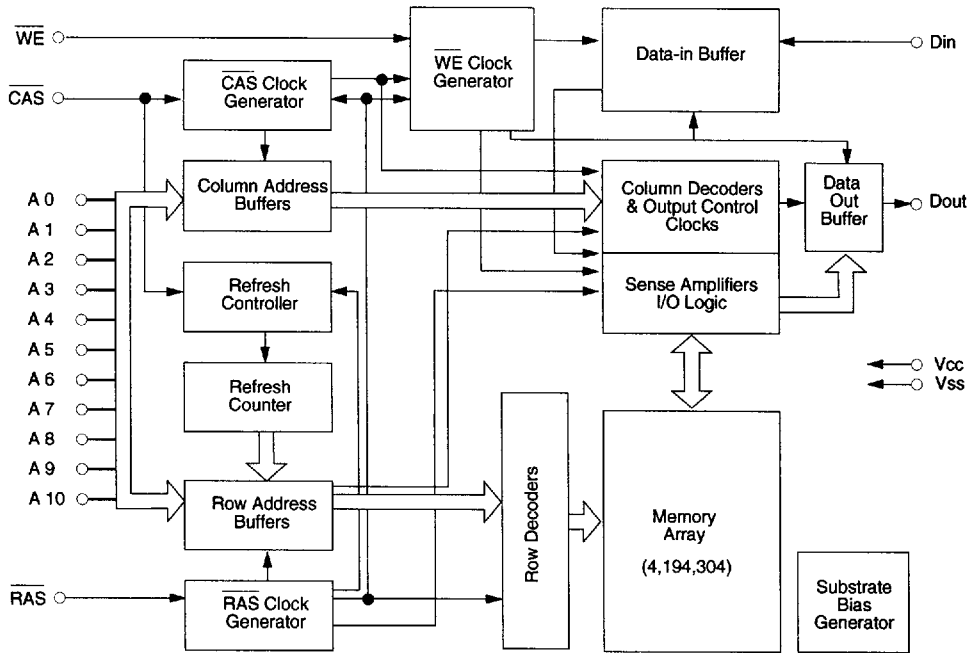 WE
CAS
A 0
A 1
A 2
A 3
A 4
A 5
A 6
A 7
A 8
A 9
A 10
RAS
CAS Clock
Generator
Column Address
Buffers
Refresh
Controller
Refresh
Counter
Row Address
Buffers
RAS Clock
Generator
WE Clock
Generator
Row Decoders
Data-in Buffer
Column Decoders
& Output Control
Clocks
Sense Amplifiers
I/O Logic
Memory
Array
(4,194,304)
Data
Out
Buffer
Substrate
Bias
Generator
Din
Dout
Vcc
Vss